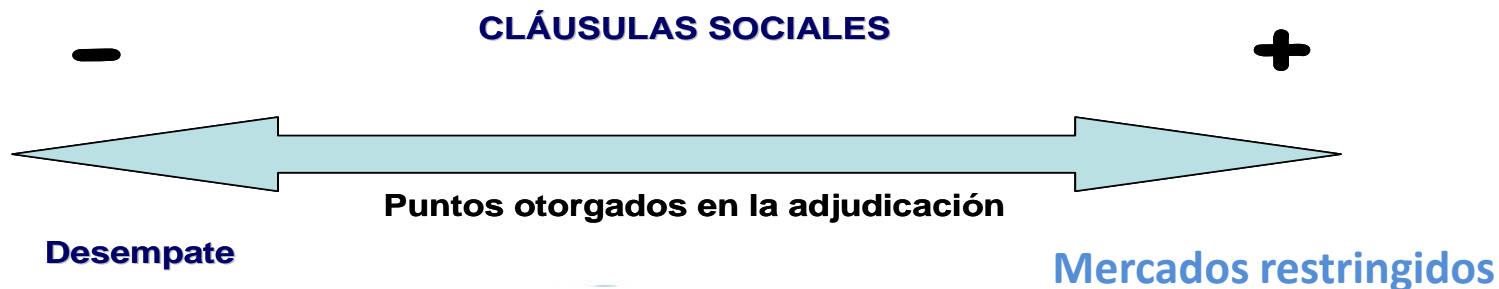 CLÁUSULAS SOCIALES
- +
Puntos otorgados en la adjudicación
Desempate
Mercados restringidos